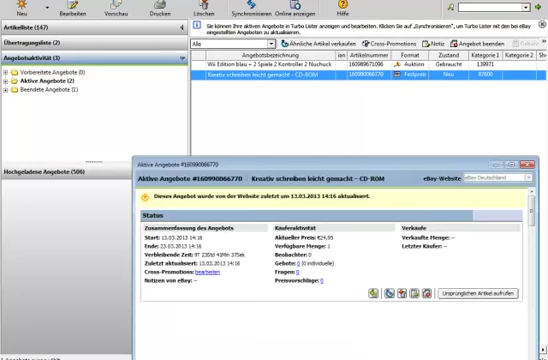 Neu Bearbeiten Vorschau Drucken Löschen Synchronisieren Online anzeigen Hilfe
Artikelliste (147)
Übertragungsliste (2)
Angebotsaktivität (3)
Vorbereitete Angebote (0)
Aktive Angebote (2)
Beendete Angebote (1)
Hochgeladene Angebote (506)
Sie können Ihre aktiven Angebote in Turbo Lister anzeigen und bearbeiten. Klicken Sie auf „Synchronisieren“, um Turbo Lister mit den bei eBay
eingestellten Angeboten zu aktualisieren.
Alle Ähnliche Artikel verkaufen Cross-Promotions Notiz Angebot beenden
Angebotsbezeichnung Artikelnummer Format Zustand Kategorie 1 Kategorie 2
Wii Edition blau + 2 Spiele 2 Kontroller 2 Nuchuck 160989671096 Auktion Gebraucht 139971
Kreativ schreiben leicht gemacht - CD-ROM 160990066770 Festpreis Neu 87600
Aktive Angebote #160990066770
Aktive Angebote #160990066770 Kreativ schreiben leicht gemacht - CD-ROM eBay-Website eBay Deutschland
Dieses Angebot wurde von der Website zuletzt um 13.03.2013 14:16 aktualisiert.
Status
Zusammenfassung des Angebots
Start: 13.03.2013 14:16
Ende: 23.03.2013 14:16
Verbleibende Zeit: 9T 23Std 43Min 37Sek
Zuletzt aktualisiert: 13.03.2013 14:16
Cross-Promotions: bearbeiten
Notizen von eBay: --
Käuferaktivität
Aktueller Preis: €24,95
Verfügbare Menge: 1
Beobachter: 0
Gebote: 0 (0 individuelle)
Fragen: 0
Preisvorschläge: 0
Verkäufe
Verkaufte Menge: --
Letzter Käufer: --
Ursprünglichen Artikel aufrufen